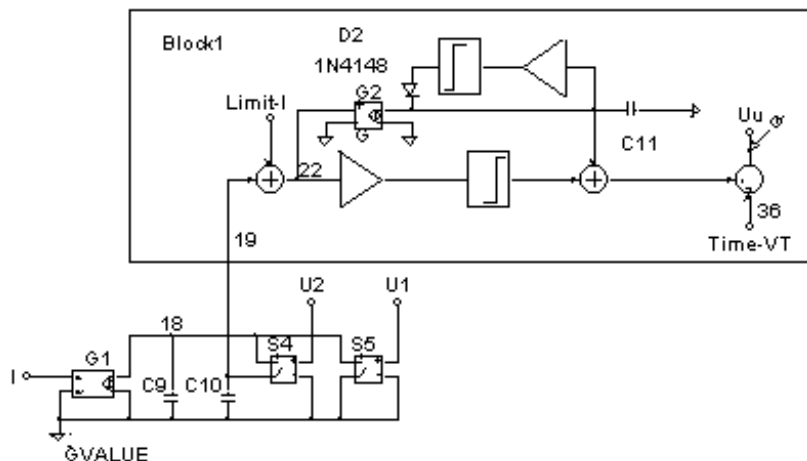 Block1
D2
1N4148
G2
G
Limit-I
22
C11
Uu
36
Time-VT
19
U2
U1
18
S4
S5
G1
I
C9
C10
GVALUE